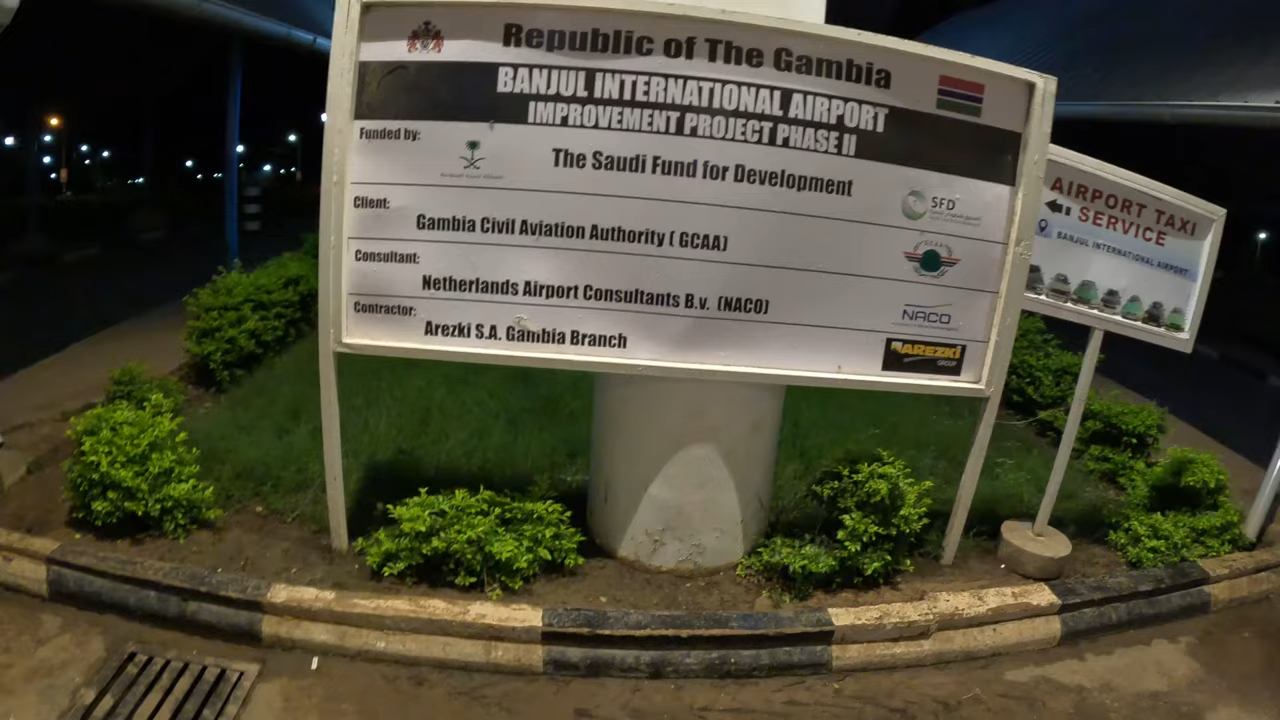 Republic of The Gambia
BANJUL INTERNATIONAL AIRPORT
IMPROVEMENT PROJECT PHASE II
Funded by:
The Saudi Fund for Development
SFD
Client:
Gambia Civil Aviation Authority ( GCAA)
GCAA
Consultant:
Netherlands Airport Consultants B.v. (NACO)
NACO
Contractor:
Arezki S.A. Gambia Branch
AREZKI
GROUP
AIRPORT TAXI
SERVICE
BANJUL INTERNATIONAL AIRPORT